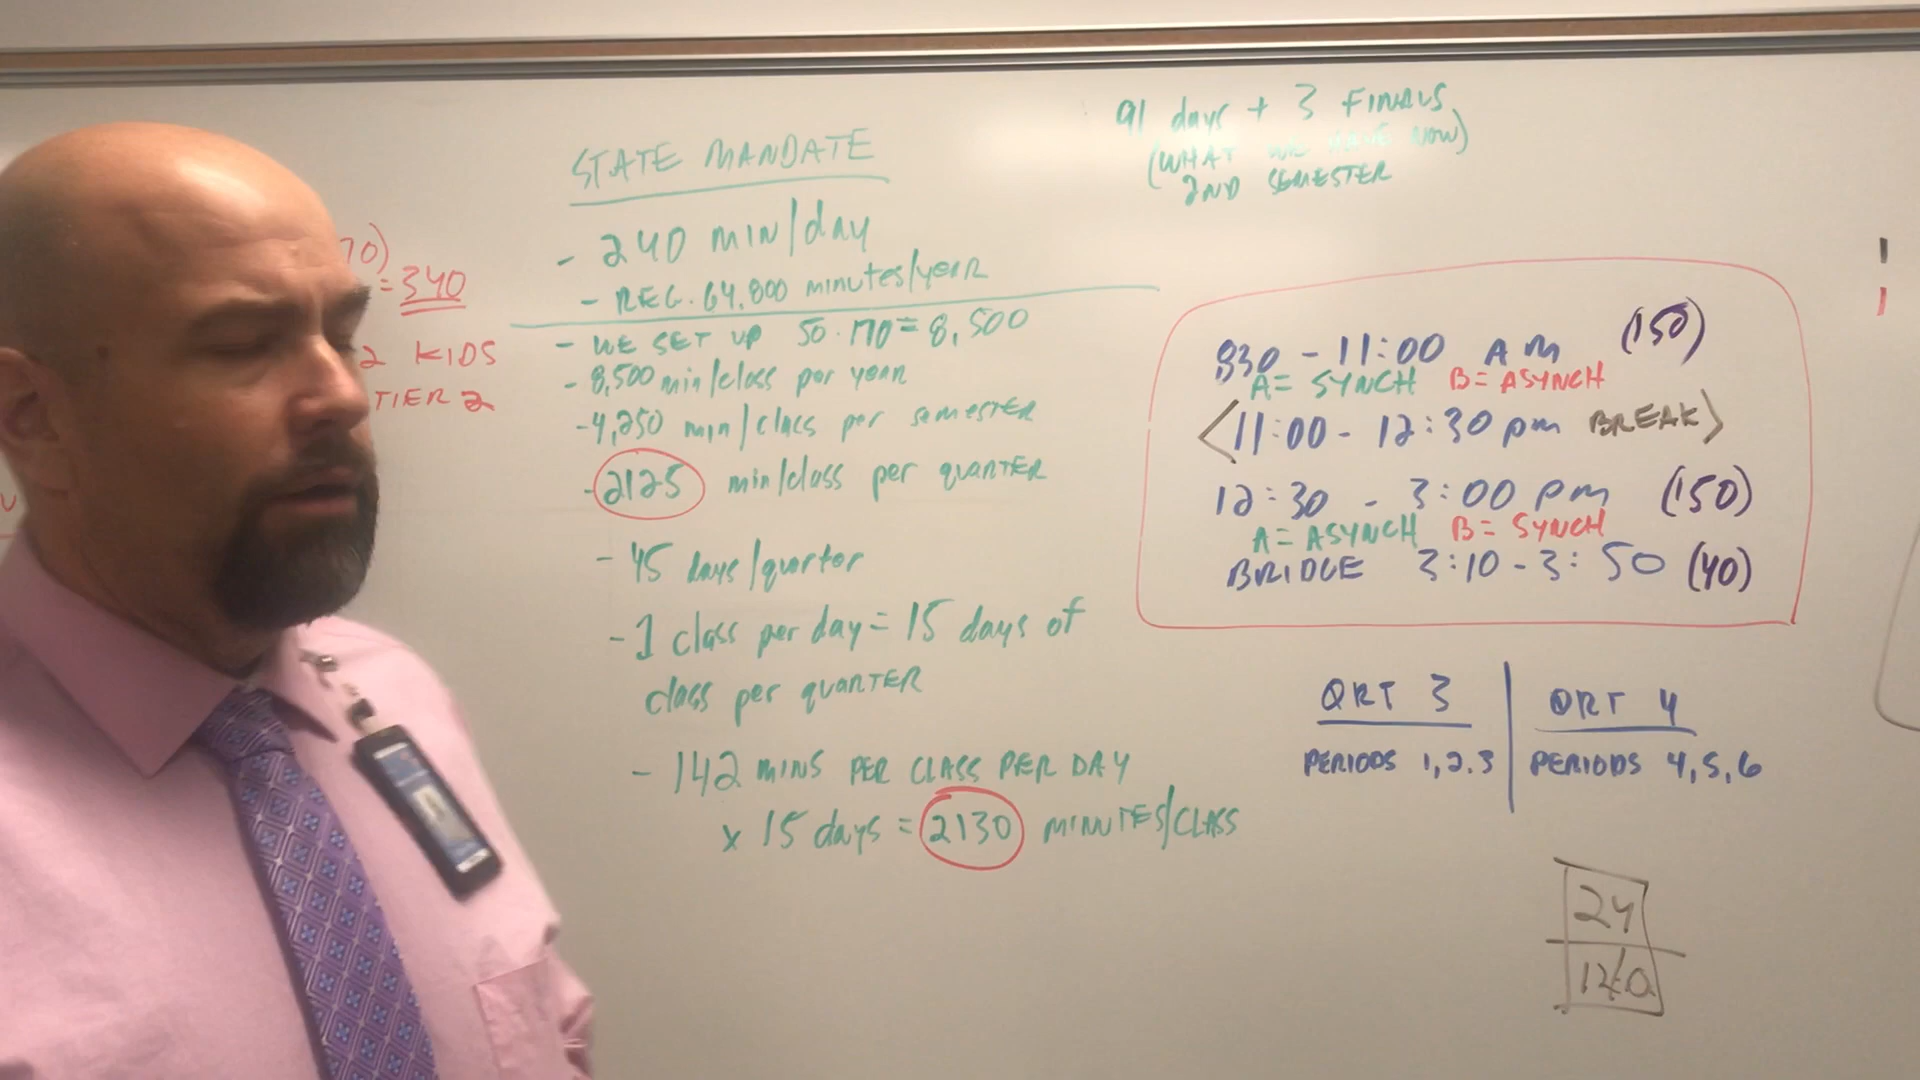 70)
=340
2 KIDS
TIER 2
STATE MANDATE
- 240 MIN/day
- REG. 64,800 minutes/year
- WE SET UP 50·170=8,500
- 8,500 min/class per year
-4,250 min/class per semester
-2125 min/class per quarter
- 45 days/quarter
- 1 class per day = 15 days of
class per quarter
- 142 MINS PER CLASS PER DAY
x 15 days = 2130 MINUTES/CLASS
91 days + 3 FINALS
(WHAT WE HAVE NOW)
2ND SEMESTER
830 - 11:00 AM (150)
A= SYNCH B= ASYNCH
<11:00 - 12:30 pm BREAK>
12:30 - 3:00 pm (150)
A= ASYNCH B= SYNCH
BRIDGE 3:10-3:50 (40)
QRT 3
PERIODS 1,2,3
QRT 4
PERIODS 4,5,6
24